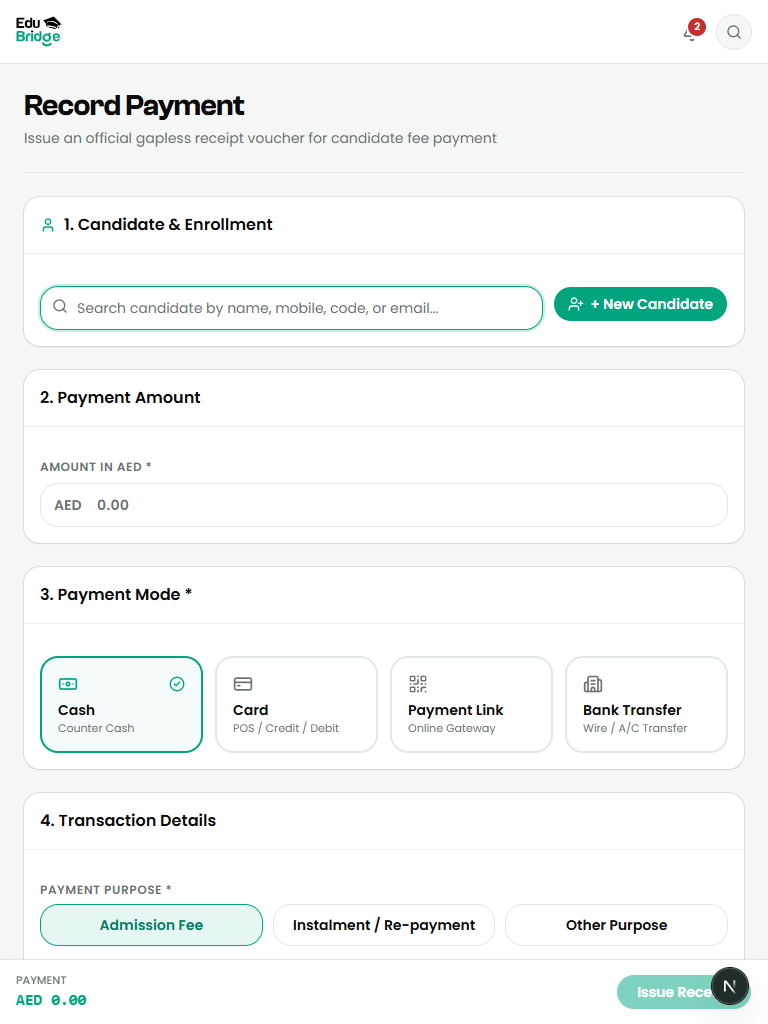 Edu
Bridge
2
Record Payment
Issue an official gapless receipt voucher for candidate fee payment
1. Candidate & Enrollment
Search candidate by name, mobile, code, or email...
+ New Candidate
2. Payment Amount
AMOUNT IN AED *
AED 0.00
3. Payment Mode *
Cash
Counter Cash
Card
POS / Credit / Debit
Payment Link
Online Gateway
Bank Transfer
Wire / A/C Transfer
4. Transaction Details
PAYMENT PURPOSE *
Admission Fee
Instalment / Re-payment
Other Purpose
PAYMENT
AED 0.00
Issue Rece
N